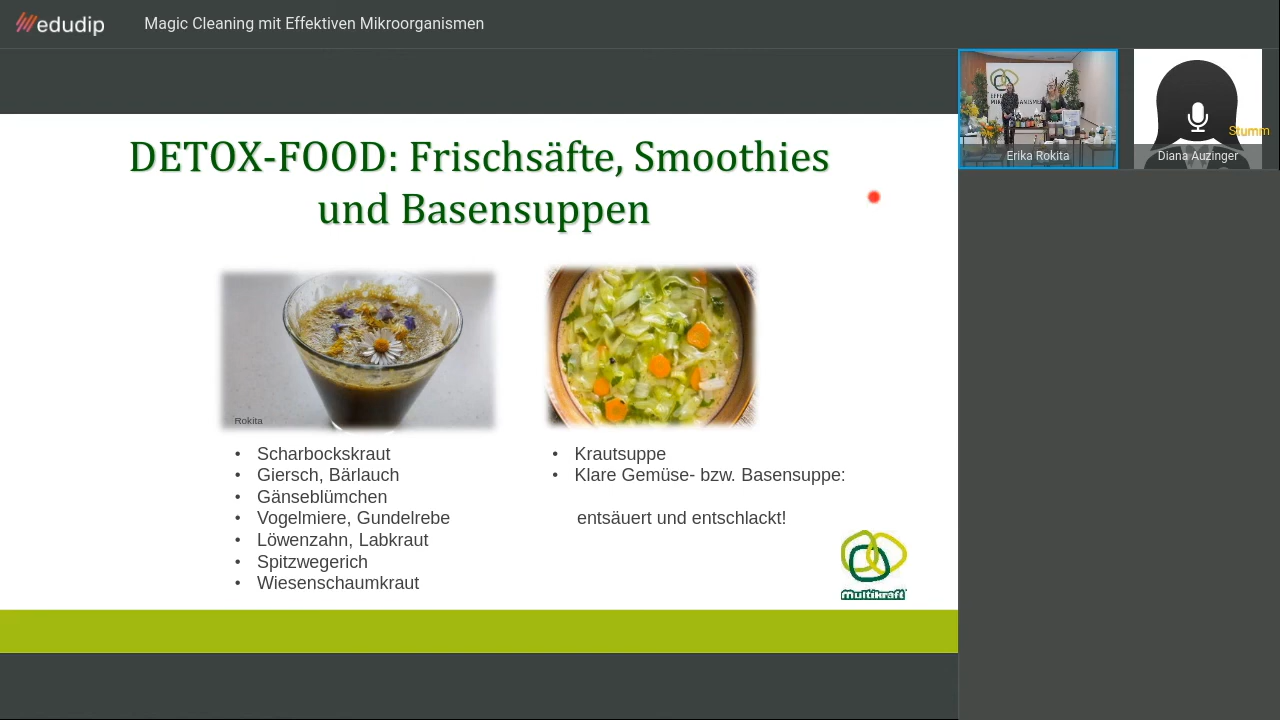 edudip
Magic Cleaning mit Effektiven Mikroorganismen
DETOX-FOOD: Frischsäfte, Smoothies
und Basensuppen
Rokita
• Scharbockskraut
• Giersch, Bärlauch
• Gänseblümchen
• Vogelmiere, Gundelrebe
• Löwenzahn, Labkraut
• Spitzwegerich
• Wiesenschaumkraut
• Krautsuppe
• Klare Gemüse- bzw. Basensuppe:
entsäuert und entschlackt!
multikraft
Erika Rokita
Stumm
Diana Auzinger